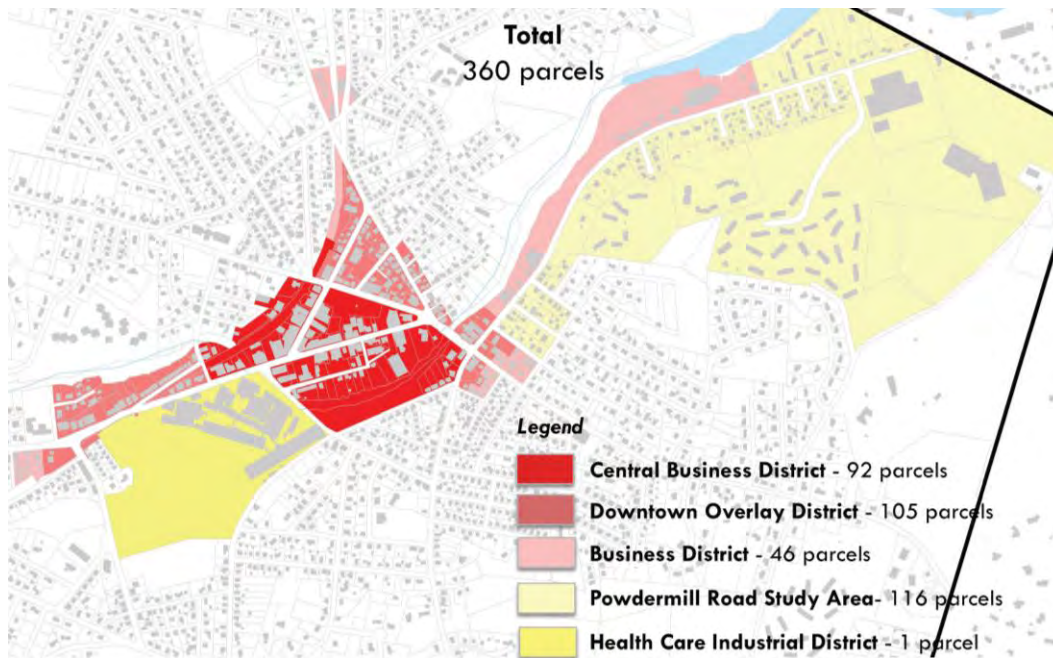 Total
360 parcels
Legend
Central Business District - 92 parcels
Downtown Overlay District - 105 parcels
Business District - 46 parcels
Powdermill Road Study Area- 116 parcels
Health Care Industrial District - 1 parcel